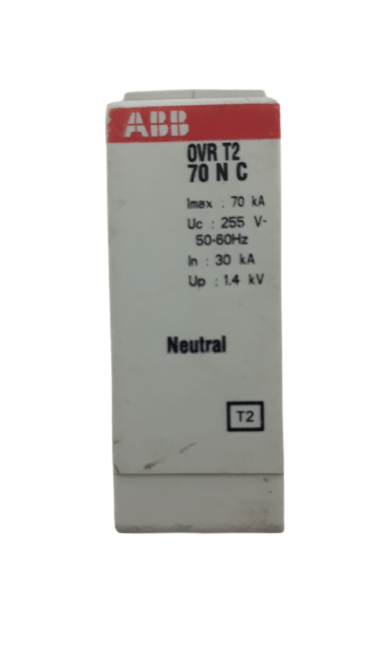 ABB
OVR T2
70 N C
Imax : 70 kA
Uc : 255 V~
50-60Hz
In : 30 kA
Up : 1.4 kV
Neutral
T2